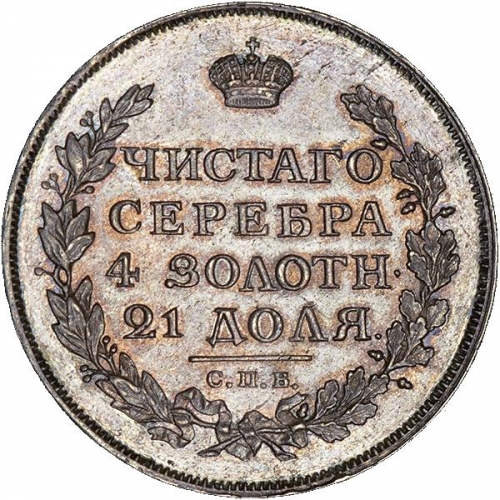 ЧИСТАГО
СЕРЕБРА
4 ЗОЛОТН.
21 ДОЛЯ.
С.П.Б.